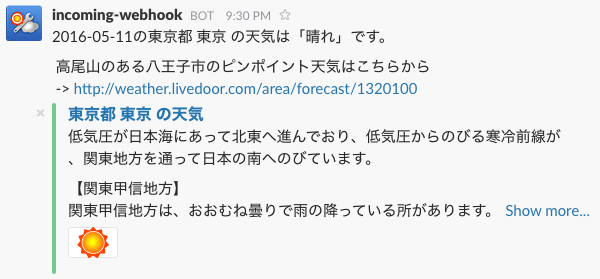 incoming-webhook BOT 9:30 PM
2016-05-11の東京都 東京 の天気は「晴れ」です。
高尾山のある八王子市のピンポイント天気はこちらから
-> http://weather.livedoor.com/area/forecast/1320100
東京都 東京 の天気
低気圧が日本海にあって北東へ進んでおり、低気圧からのびる寒冷前線が
、関東地方を通って日本の南へのびています。
【関東甲信地方】
関東甲信地方は、おおむね曇りで雨の降っている所があります。 Show more...